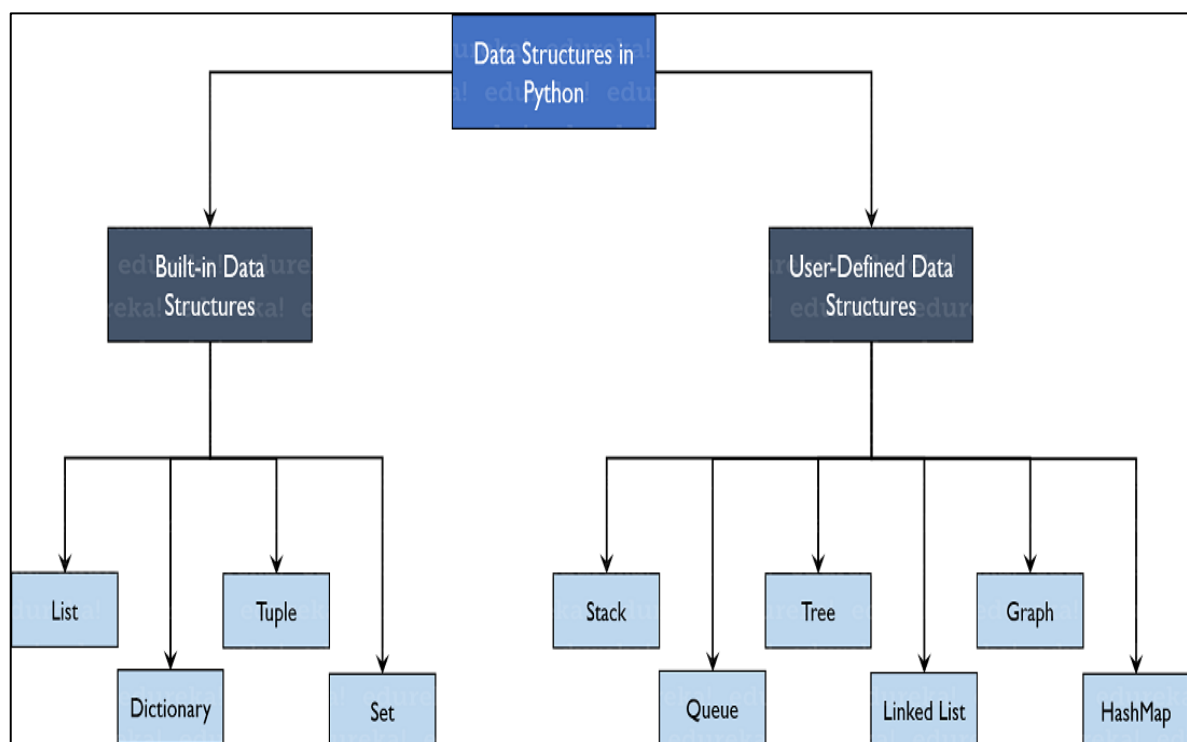 Data Structures in
Python
Built-in Data
Structures
User-Defined Data
Structures
List
Tuple
Stack
Tree
Graph
Dictionary
Set
Queue
Linked List
HashMap